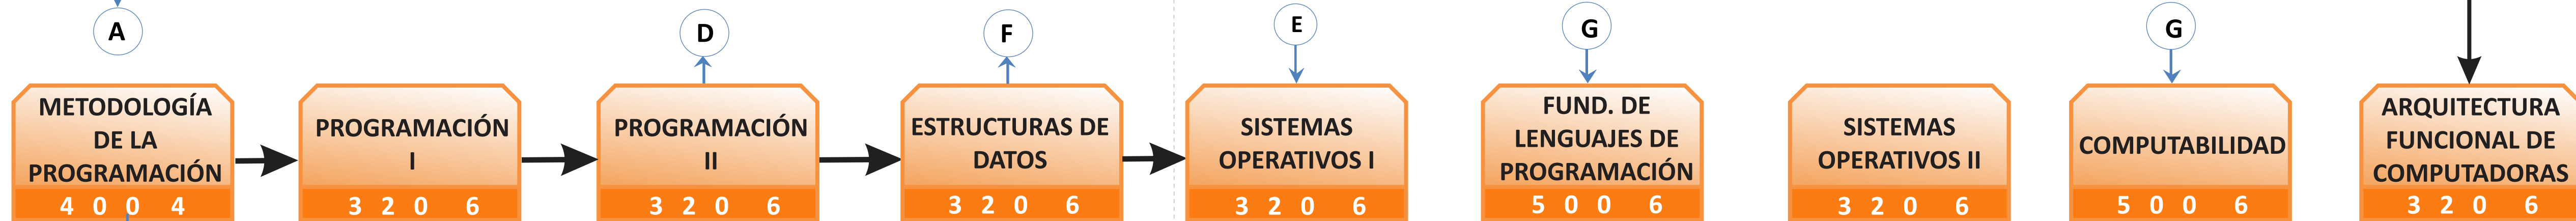 A
D
F
E
G
G
METODOLOGÍA
DE LA
PROGRAMACIÓN
4 0 0 4
PROGRAMACIÓN
I
3 2 0 6
PROGRAMACIÓN
II
3 2 0 6
ESTRUCTURAS DE
DATOS
3 2 0 6
SISTEMAS
OPERATIVOS I
3 2 0 6
FUND. DE
LENGUAJES DE
PROGRAMACIÓN
5 0 0 6
SISTEMAS
OPERATIVOS II
3 2 0 6
COMPUTABILIDAD
5 0 0 6
ARQUITECTURA
FUNCIONAL DE
COMPUTADORAS
3 2 0 6